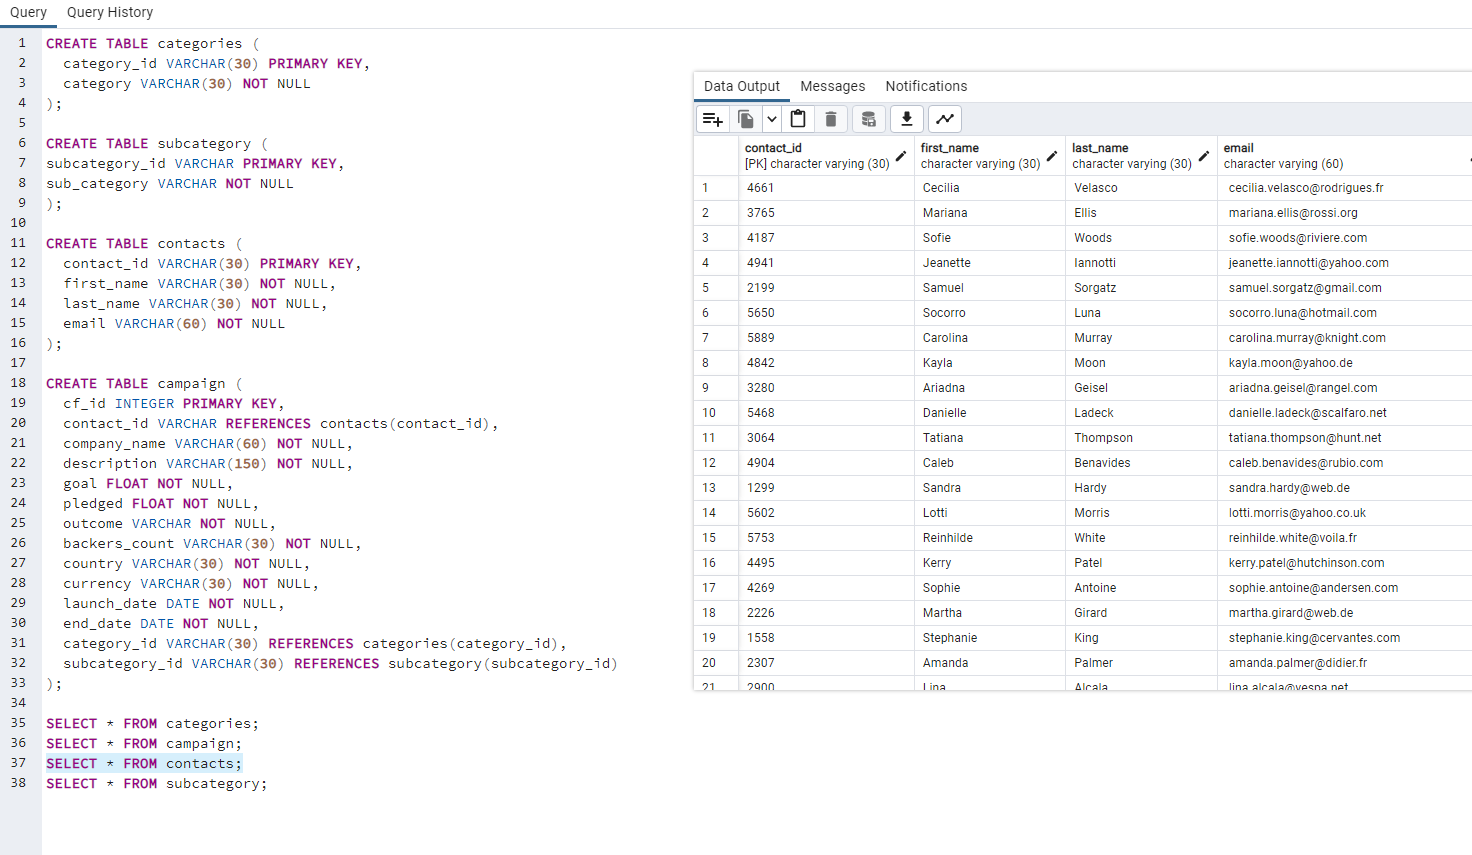 Query Query History
1 CREATE TABLE categories (
2 category_id VARCHAR(30) PRIMARY KEY,
3 category VARCHAR(30) NOT NULL
4 );
5
6 CREATE TABLE subcategory (
7 subcategory_id VARCHAR PRIMARY KEY,
8 sub_category VARCHAR NOT NULL
9 );
10
11 CREATE TABLE contacts (
12 contact_id VARCHAR(30) PRIMARY KEY,
13 first_name VARCHAR(30) NOT NULL,
14 last_name VARCHAR(30) NOT NULL,
15 email VARCHAR(60) NOT NULL
16 );
17
18 CREATE TABLE campaign (
19 cf_id INTEGER PRIMARY KEY,
20 contact_id VARCHAR REFERENCES contacts(contact_id),
21 company_name VARCHAR(60) NOT NULL,
22 description VARCHAR(150) NOT NULL,
23 goal FLOAT NOT NULL,
24 pledged FLOAT NOT NULL,
25 outcome VARCHAR NOT NULL,
26 backers_count VARCHAR(30) NOT NULL,
27 country VARCHAR(30) NOT NULL,
28 currency VARCHAR(30) NOT NULL,
29 launch_date DATE NOT NULL,
30 end_date DATE NOT NULL,
31 category_id VARCHAR(30) REFERENCES categories(category_id),
32 subcategory_id VARCHAR(30) REFERENCES subcategory(subcategory_id)
33 );
34
35 SELECT * FROM categories;
36 SELECT * FROM campaign;
37 SELECT * FROM contacts;
38 SELECT * FROM subcategory;
Data Output Messages Notifications
contact_id first_name last_name email
[PK] character varying (30) character varying (30) character varying (30) character varying (60)
1 4661 Cecilia Velasco cecilia.velasco@rodrigues.fr
2 3765 Mariana Ellis mariana.ellis@rossi.org
3 4187 Sofie Woods sofie.woods@riviere.com
4 4941 Jeanette Iannotti jeanette.iannotti@yahoo.com
5 2199 Samuel Sorgatz samuel.sorgatz@gmail.com
6 5650 Socorro Luna socorro.luna@hotmail.com
7 5889 Carolina Murray carolina.murray@knight.com
8 4842 Kayla Moon kayla.moon@yahoo.de
9 3280 Ariadna Geisel ariadna.geisel@rangel.com
10 5468 Danielle Ladeck danielle.ladeck@scalfaro.net
11 3064 Tatiana Thompson tatiana.thompson@hunt.net
12 4904 Caleb Benavides caleb.benavides@rubio.com
13 1299 Sandra Hardy sandra.hardy@web.de
14 5602 Lotti Morris lotti.morris@yahoo.co.uk
15 5753 Reinhilde White reinhilde.white@voila.fr
16 4495 Kerry Patel kerry.patel@hutchinson.com
17 4269 Sophie Antoine sophie.antoine@andersen.com
18 2226 Martha Girard martha.girard@web.de
19 1558 Stephanie King stephanie.king@cervantes.com
20 2307 Amanda Palmer amanda.palmer@didier.fr
21 2900 Lina Alcala lina.alcala@vespa.net